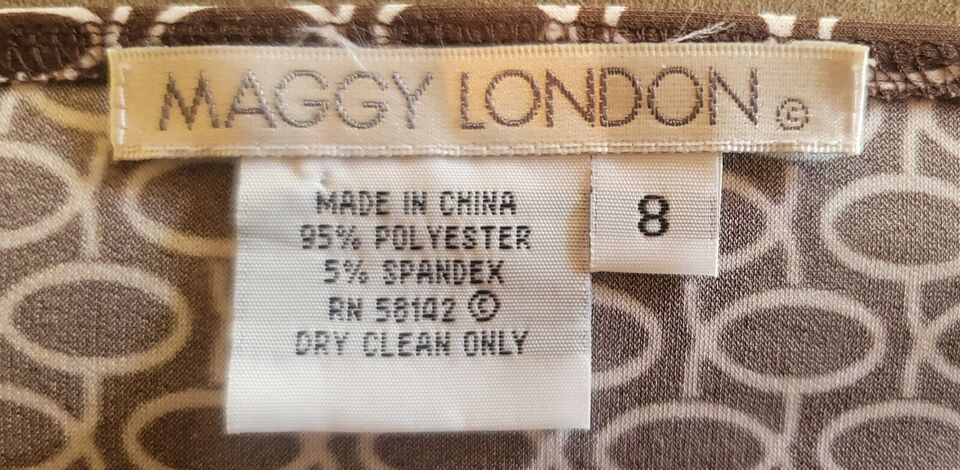 MAGGY LONDON ©
MADE IN CHINA
95% POLYESTER
5% SPANDEX
RN 58142 ©
DRY CLEAN ONLY
8